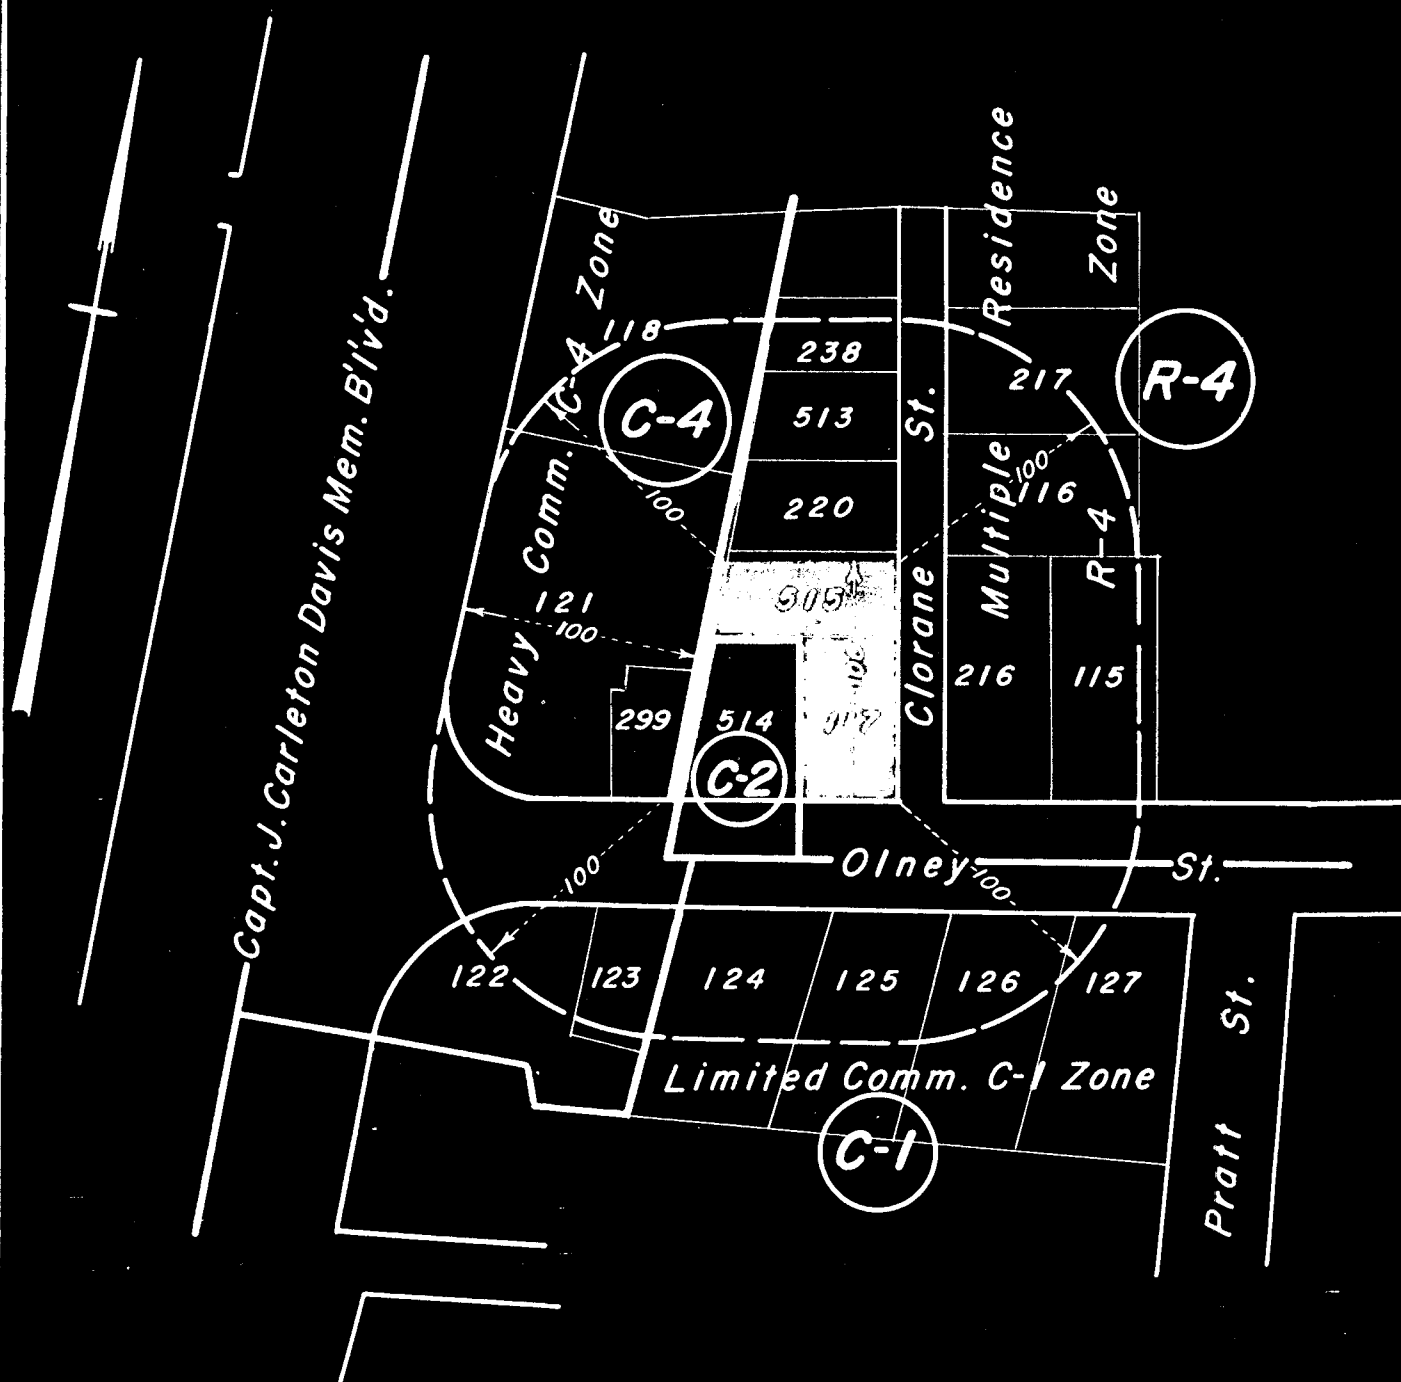 Capt. J. Carleton Davis Mem. B'l'v'd.
Heavy Comm. C-4 Zone
118
C-4
238
513
220
121
100
100
299
514
C-2
Clorane St.
Multiple Residence
R-4 Zone
R-4
217
100
116
216
115
Olney St.
100
100
122
123
124
125
126
127
Limited Comm. C-1 Zone
C-1
Pratt St.